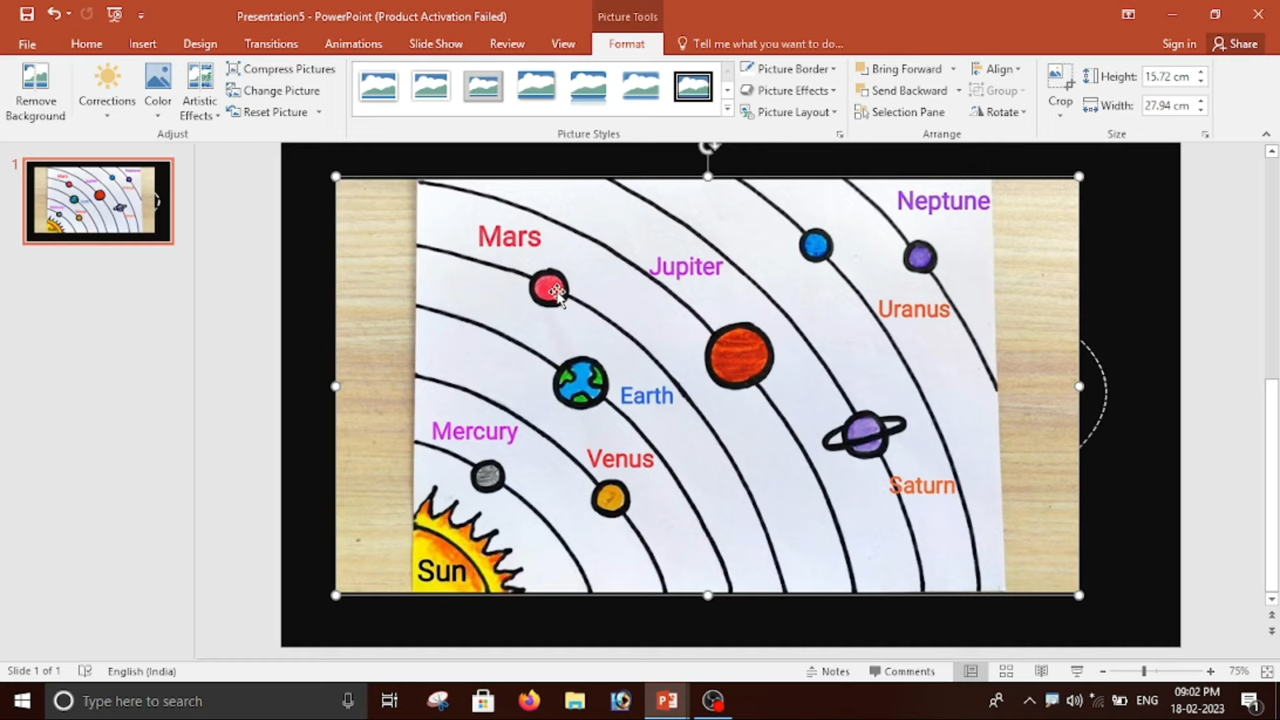 Presentation5 - PowerPoint (Product Activation Failed)
Picture Tools
File
Home
Insert
Design
Transitions
Animations
Slide Show
Review
View
Format
Tell me what you want to do...
Sign in
Share
Remove Background
Corrections
Color
Artistic Effects
Compress Pictures
Change Picture
Reset Picture
Adjust
Picture Styles
Picture Border
Picture Effects
Picture Layout
Bring Forward
Send Backward
Selection Pane
Align
Group
Rotate
Arrange
Crop
Height:
15.72 cm
Width:
27.94 cm
Size
1
Neptune
Mars
Jupiter
Uranus
Earth
Mercury
Venus
Saturn
Sun
Slide 1 of 1
English (India)
Notes
Comments
75%
Type here to search
ENG
09:02 PM
18-02-2023